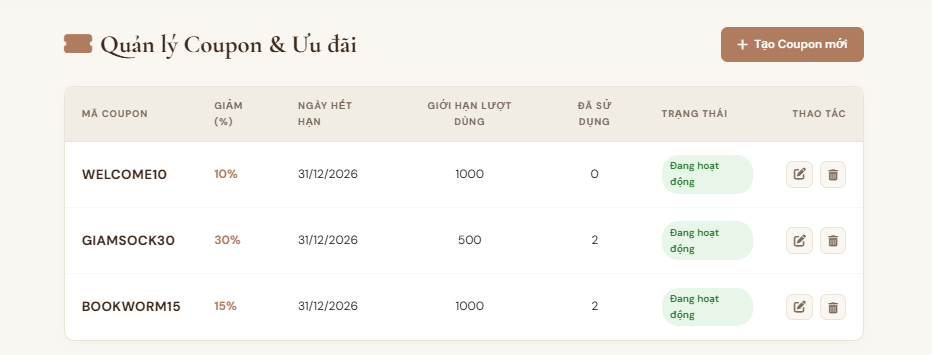 Quản lý Coupon & Ưu đãi
+ Tạo Coupon mới
MÃ COUPON
GIẢM
(%)
NGÀY HẾT
HẠN
GIỚI HẠN LƯỢT
DÙNG
ĐÃ SỬ
DỤNG
TRẠNG THÁI
THAO TÁC
WELCOME10 10% 31/12/2026 1000 0 Đang hoạt
động
GIAMSOCK30 30% 31/12/2026 500 2 Đang hoạt
động
BOOKWORM15 15% 31/12/2026 1000 2 Đang hoạt
động